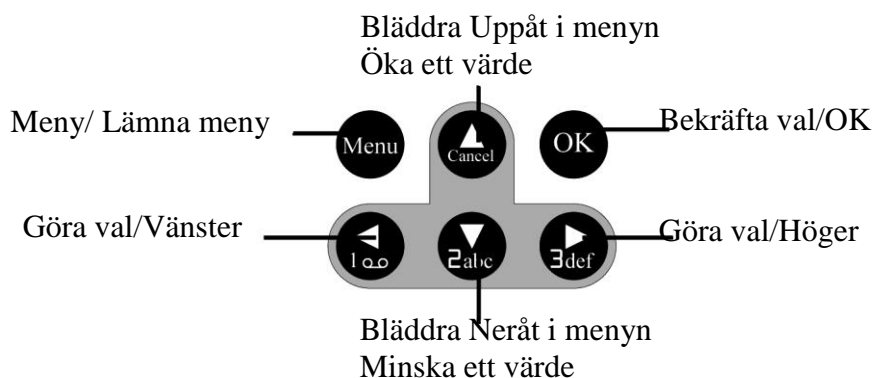 Bläddra Uppåt i menyn
Öka ett värde
Meny/ Lämna meny
Menu
Cancel
OK
Bekräfta val/OK
Göra val/Vänster
1
2abc
3def
Göra val/Höger
Bläddra Neråt i menyn
Minska ett värde